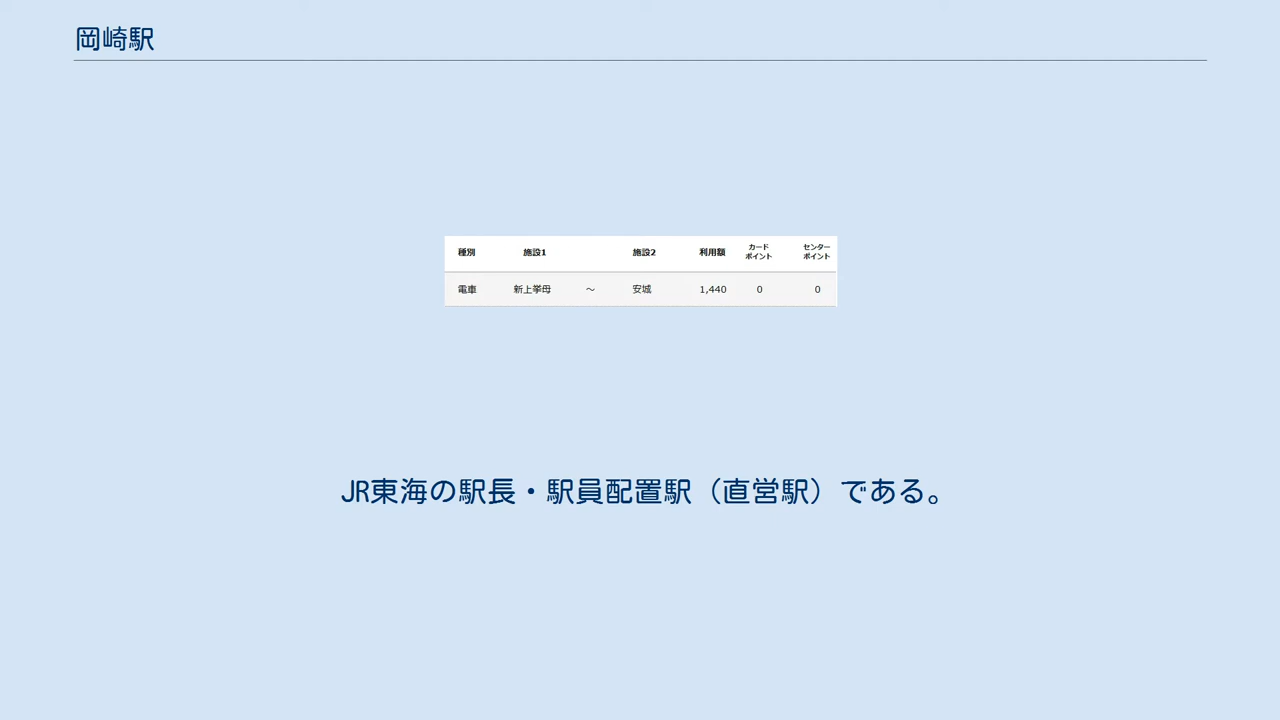 岡崎駅
種別 施設1 施設2 利用額 カード ポイント センター ポイント
電車 新上挙母 ～ 安城 1,440 0 0
JR東海の駅長・駅員配置駅（直営駅）である。